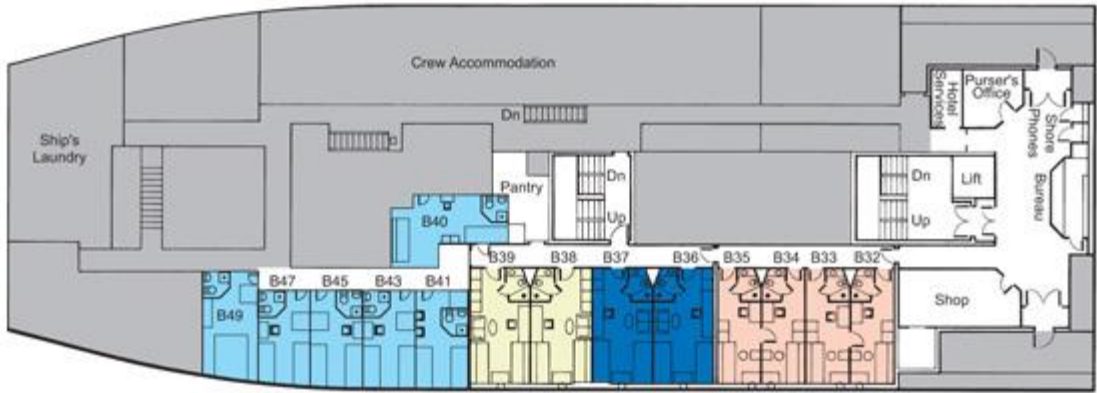 Crew Accommodation
Dn
Ship's
Laundry
Hotel
Services
Purser's
Office
Shore
Phones
Bureau
Pantry
Dn
Up
Dn
Up
Lift
B40
B39
B38
B37
B36
B35
B34
B33
B32
B47
B45
B43
B41
B49
Shop